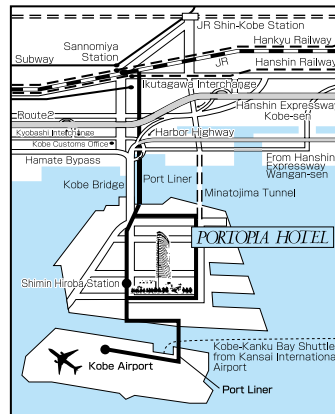 JR Shin-Kobe Station
Sannomiya
Station
Hankyu Railway
Subway
JR
Hanshin Railway
Ikutagawa Interchange
Hanshin Expressway
Kobe-sen
Route2
Kyobashi Interchange
Harbor Highway
Kobe Customs Office
Hamate Bypass
From Hanshin
Expressway
Wangan-sen
Kobe Bridge
Port Liner
Minatojima Tunnel
PORTOPIA HOTEL
Shimin Hiroba Station
Kobe-Kanku Bay Shuttle
from Kansai International
Airport
Kobe Airport
Port Liner